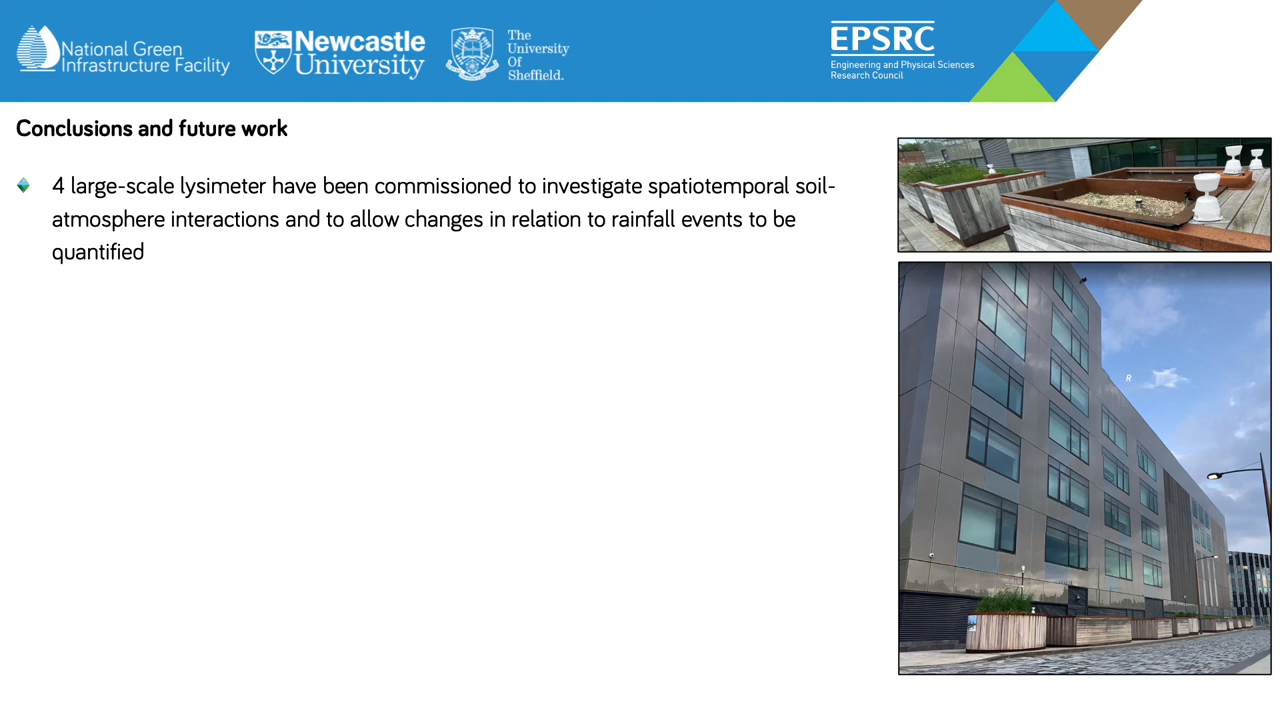 National Green
Infrastructure Facility
Newcastle
University
The
University
Of
Sheffield.
EPSRC
Engineering and Physical Sciences
Research Council
Conclusions and future work
4 large-scale lysimeter have been commissioned to investigate spatiotemporal soil-
atmosphere interactions and to allow changes in relation to rainfall events to be
quantified
R